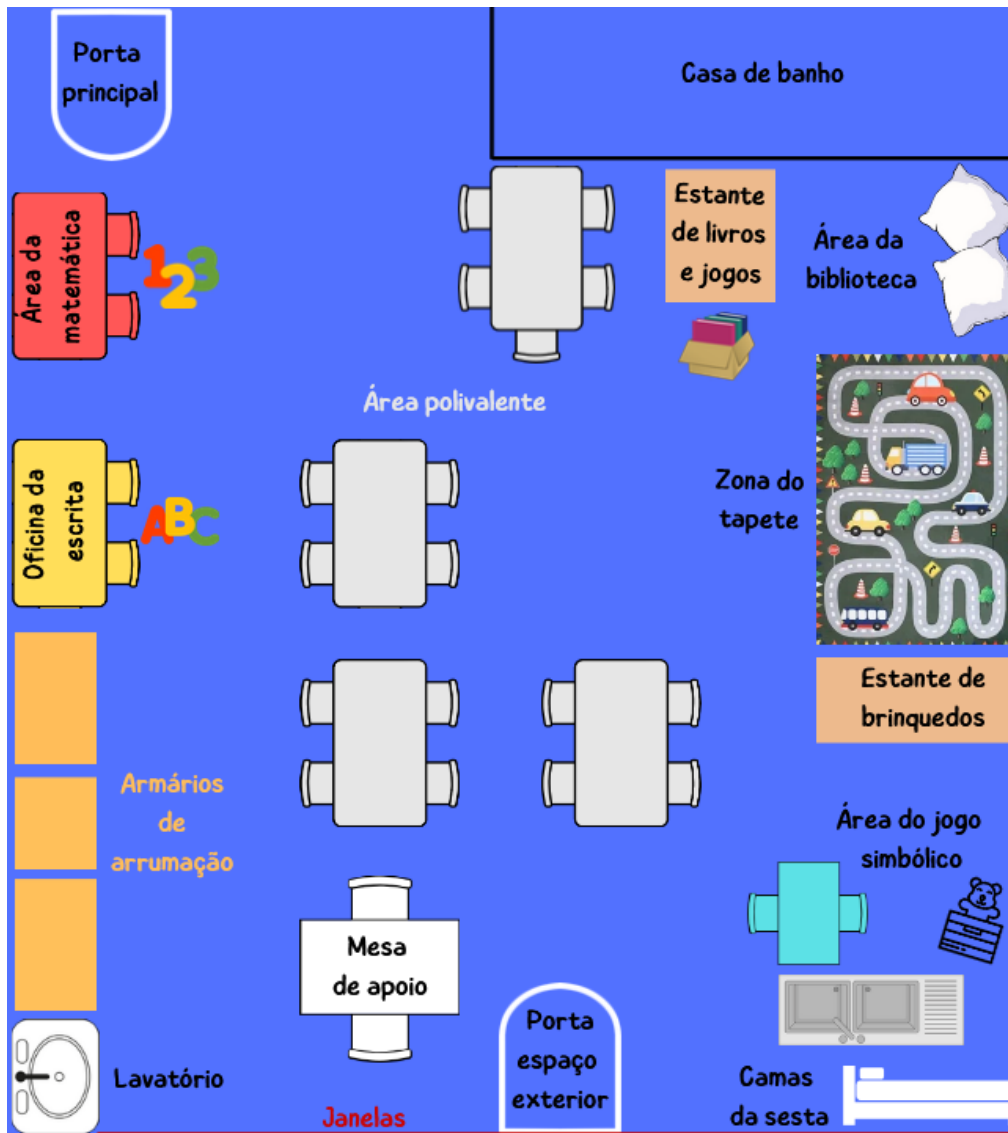 Porta
principal
Casa de banho
Área da
matemática
123
Estante
de livros
e jogos
Área da
biblioteca
Área polivalente
Oficina da
escrita
ABC
Zona do
tapete
Estante de
brinquedos
Armários
de
arrumação
Área do jogo
simbólico
Mesa
de apoio
Porta
espaço
exterior
Lavatório
Janelas
Camas
da sesta